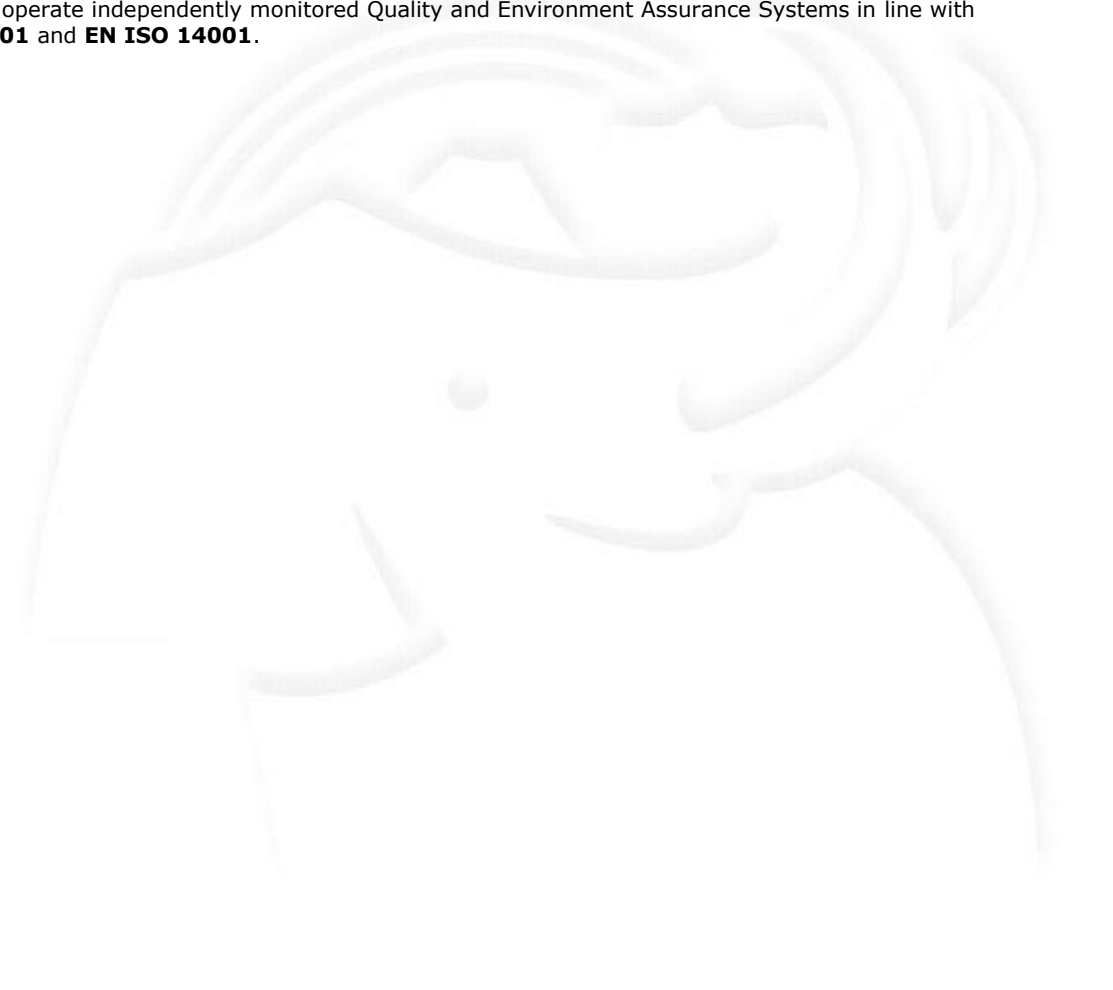 operate independently monitored Quality and Environment Assurance Systems in line with
01 and EN ISO 14001.